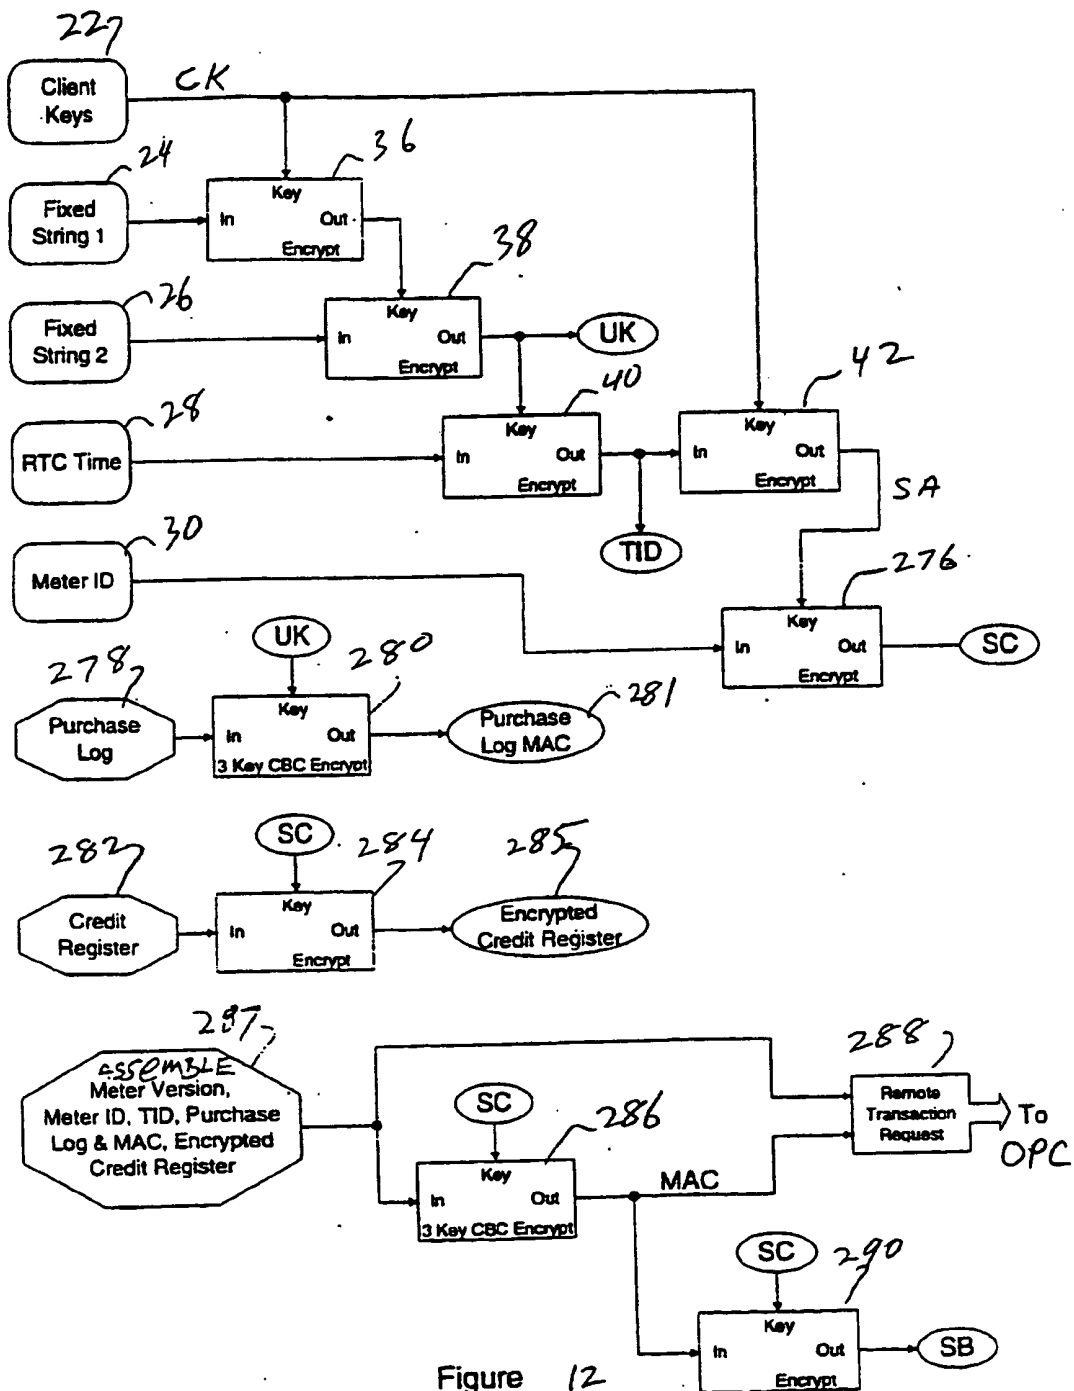 22
Client
Keys
CK
24
36
Fixed
String 1
Key
In
Out
Encrypt
26
38
Fixed
String 2
Key
In
Out
Encrypt
UK
28
40
42
RTC Time
Key
In
Out
Encrypt
Key
In
Out
Encrypt
SA
TID
30
Meter ID
276
Key
In
Out
Encrypt
SC
278
UK
280
281
Purchase
Log
Key
In
Out
3 Key CBC Encrypt
Purchase
Log MAC
282
SC
284
285
Credit
Register
Key
In
Out
Encrypt
Encrypted
Credit Register
287
ASSEMBLE
Meter Version,
Meter ID, TID, Purchase
Log & MAC, Encrypted
Credit Register
SC
286
Key
In
Out
3 Key CBC Encrypt
MAC
288
Remote
Transaction
Request
To
OPC
SC
290
Key
In
Out
Encrypt
SB
Figure 12